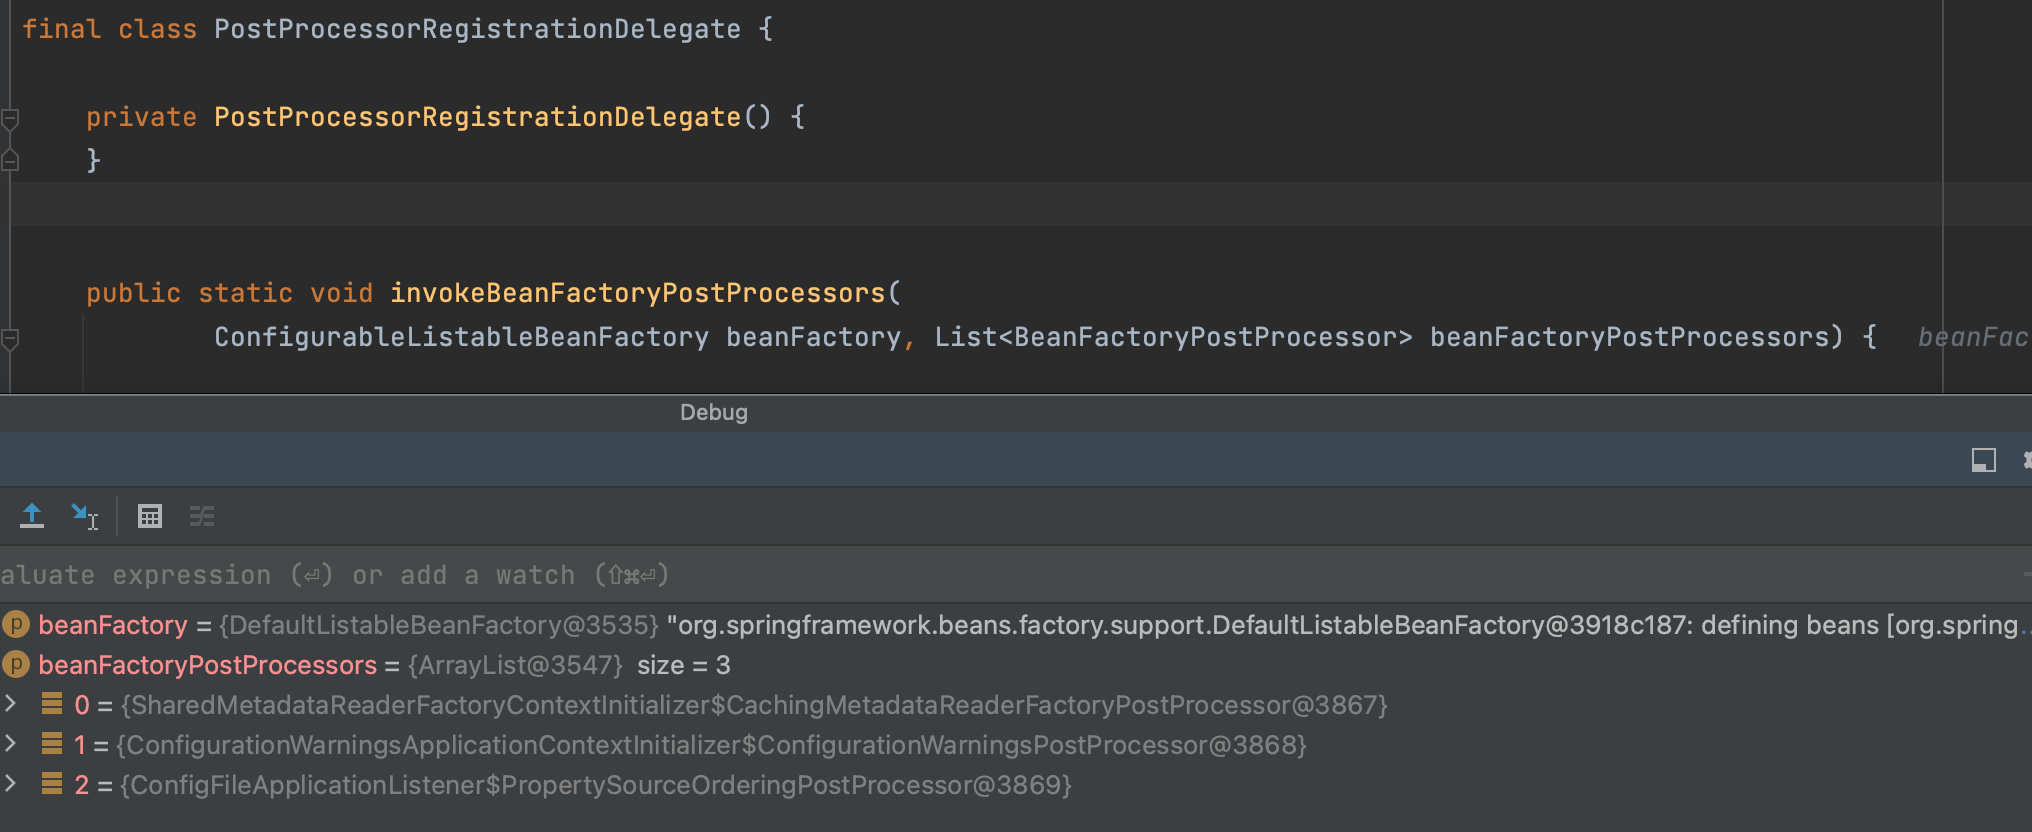 final class PostProcessorRegistrationDelegate {
private PostProcessorRegistrationDelegate() {
}
public static void invokeBeanFactoryPostProcessors(
ConfigurableListableBeanFactory beanFactory, List<BeanFactoryPostProcessor> beanFactoryPostProcessors) { beanFac
Debug
aluate expression (⏎) or add a watch (⇧⌘⏎)
p beanFactory = {DefaultListableBeanFactory@3535} "org.springframework.beans.factory.support.DefaultListableBeanFactory@3918c187: defining beans [org.spring...
p beanFactoryPostProcessors = {ArrayList@3547} size = 3
0 = {SharedMetadataReaderFactoryContextInitializer$CachingMetadataReaderFactoryPostProcessor@3867}
1 = {ConfigurationWarningsApplicationContextInitializer$ConfigurationWarningsPostProcessor@3868}
2 = {ConfigFileApplicationListener$PropertySourceOrderingPostProcessor@3869}